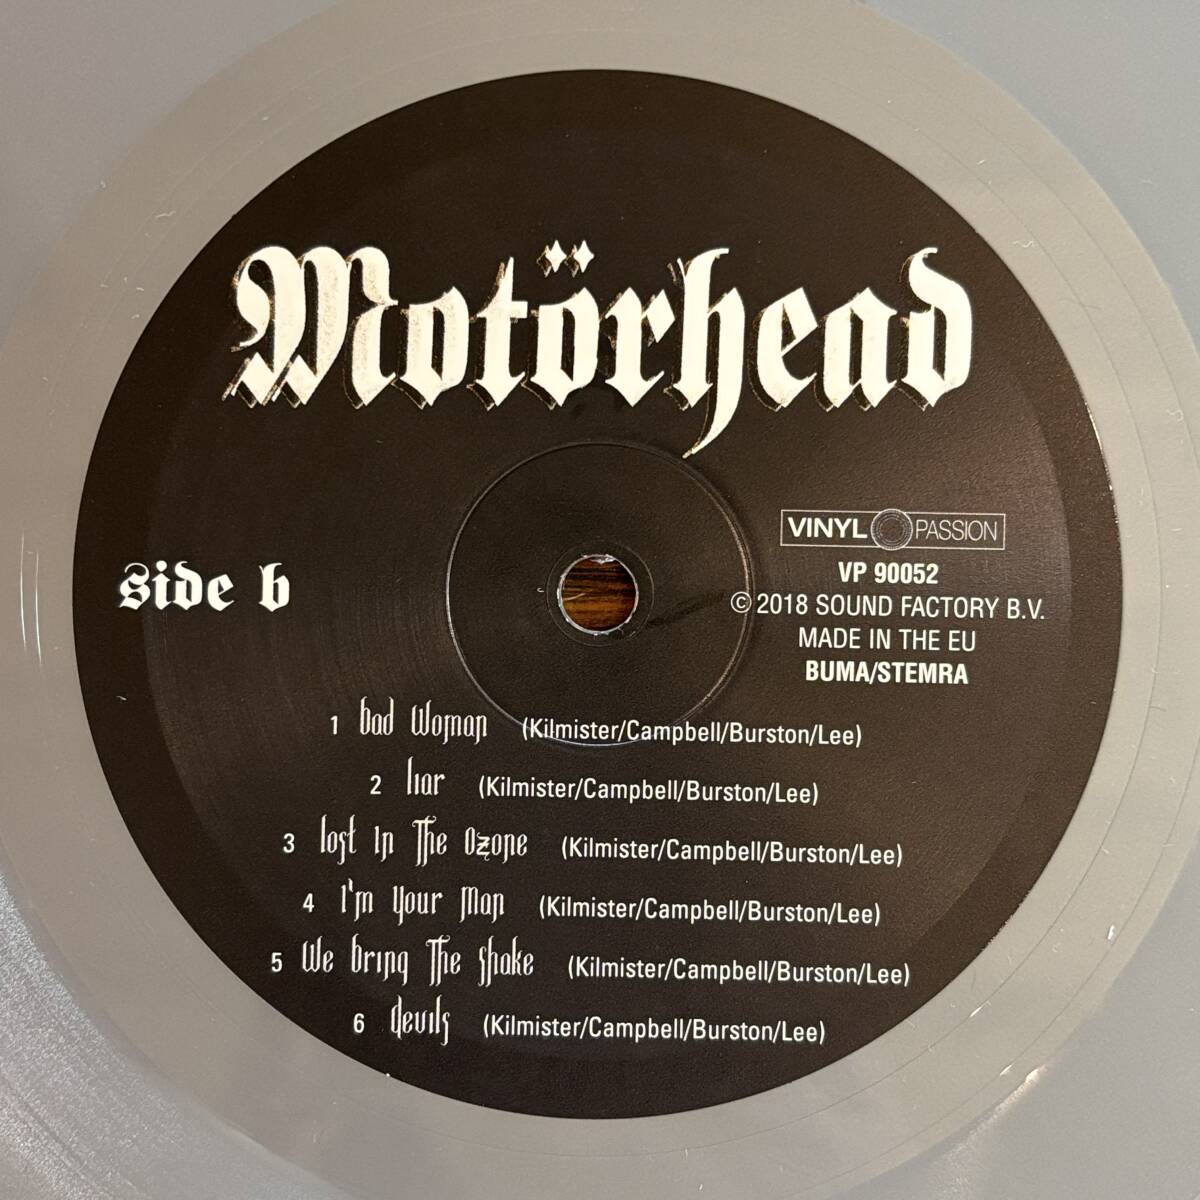 Motörhead
side b
VINYL PASSION
VP 90052
© 2018 SOUND FACTORY B.V.
MADE IN THE EU
BUMA/STEMRA
1 Bad Woman (Kilmister/Campbell/Burston/Lee)
2 Liar (Kilmister/Campbell/Burston/Lee)
3 Lost In The Ozone (Kilmister/Campbell/Burston/Lee)
4 I'm Your Man (Kilmister/Campbell/Burston/Lee)
5 We Bring The Shake (Kilmister/Campbell/Burston/Lee)
6 Devils (Kilmister/Campbell/Burston/Lee)